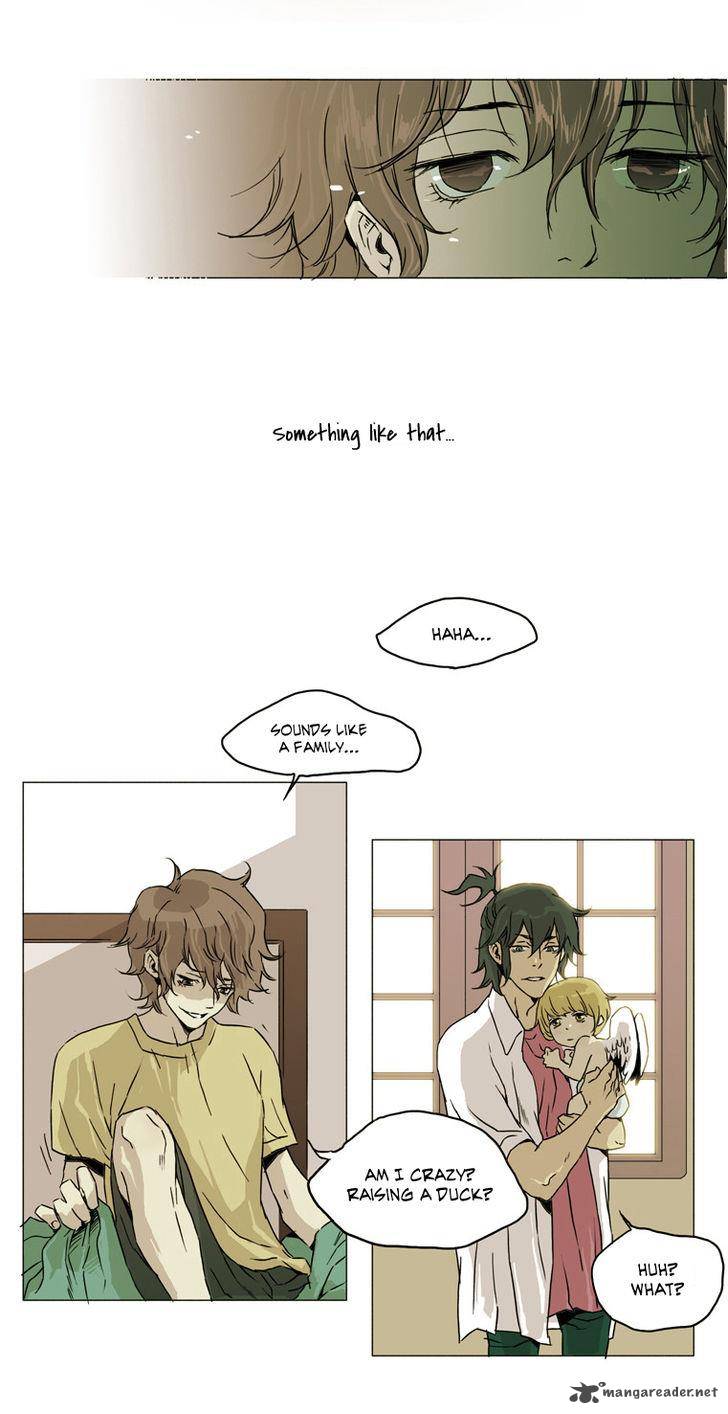 Something like that...
HAHA...
SOUNDS LIKE
A FAMILY...
AM I CRAZY?
RAISING A DUCK?
HUH?
WHAT?
mangareader.net